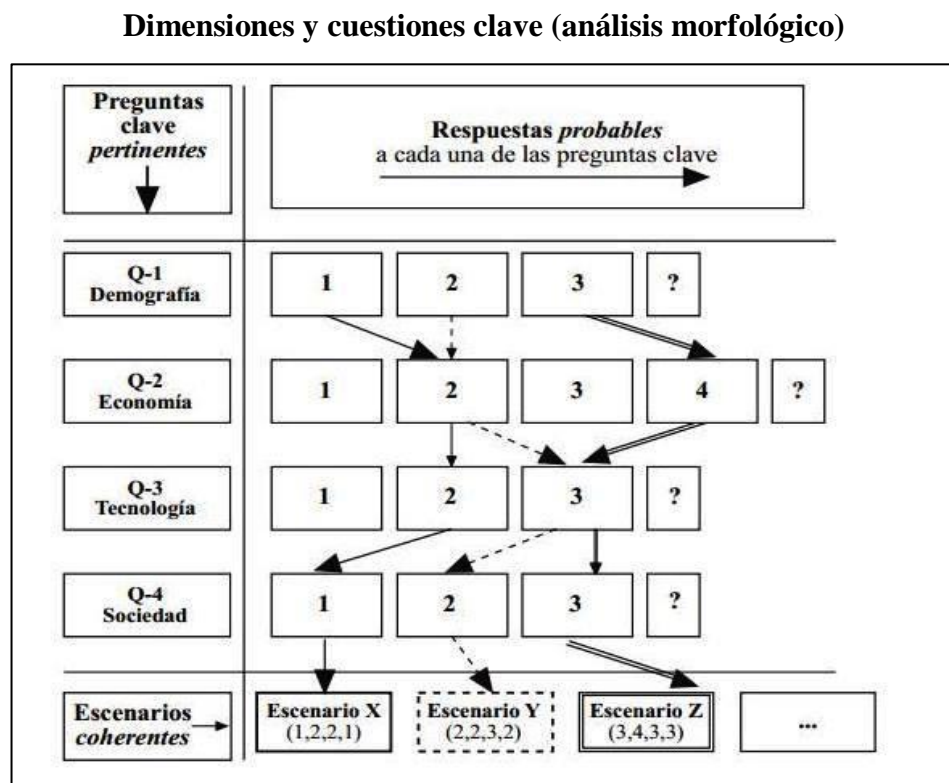 Dimensiones y cuestiones clave (análisis morfológico)
Preguntas
clave
pertinentes
Respuestas probables
a cada una de las preguntas clave
Q-1
Demografía
1
2
3
?
Q-2
Economía
1
2
3
4
?
Q-3
Tecnología
1
2
3
?
Q-4
Sociedad
1
2
3
?
Escenarios
coherentes
Escenario X
(1,2,2,1)
Escenario Y
(2,2,3,2)
Escenario Z
(3,4,3,3)
...